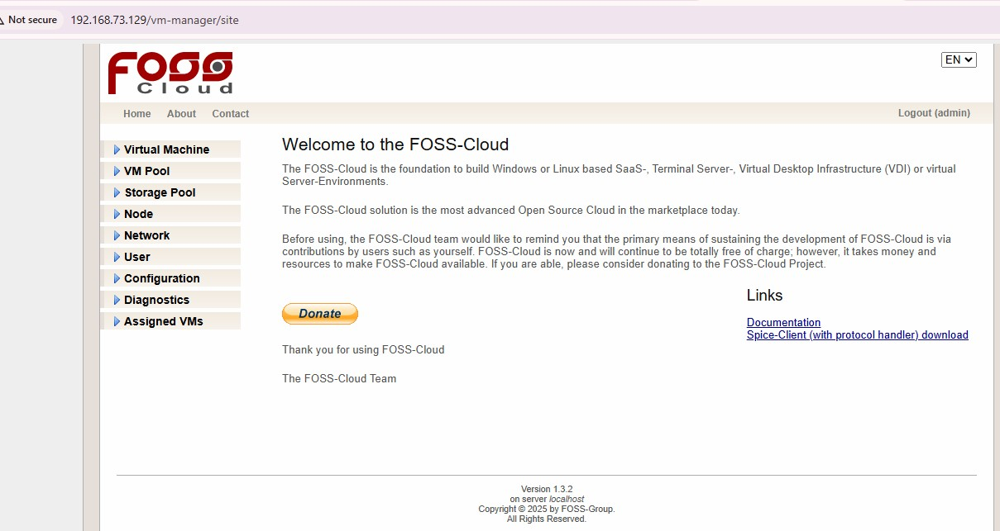 Not secure
192.168.73.129/vm-manager/site
FOSS
Cloud
EN
Home About Contact
Logout (admin)
Virtual Machine
VM Pool
Storage Pool
Node
Network
User
Configuration
Diagnostics
Assigned VMs
Welcome to the FOSS-Cloud
The FOSS-Cloud is the foundation to build Windows or Linux based SaaS-, Terminal Server-, Virtual Desktop Infrastructure (VDI) or virtual
Server-Environments.
The FOSS-Cloud solution is the most advanced Open Source Cloud in the marketplace today.
Before using, the FOSS-Cloud team would like to remind you that the primary means of sustaining the development of FOSS-Cloud is via
contributions by users such as yourself. FOSS-Cloud is now and will continue to be totally free of charge; however, it takes money and
resources to make FOSS-Cloud available. If you are able, please consider donating to the FOSS-Cloud Project.
Donate
Thank you for using FOSS-Cloud
The FOSS-Cloud Team
Links
Documentation
Spice-Client (with protocol handler) download
Version 1.3.2
on server localhost
Copyright © 2025 by FOSS-Group.
All Rights Reserved.